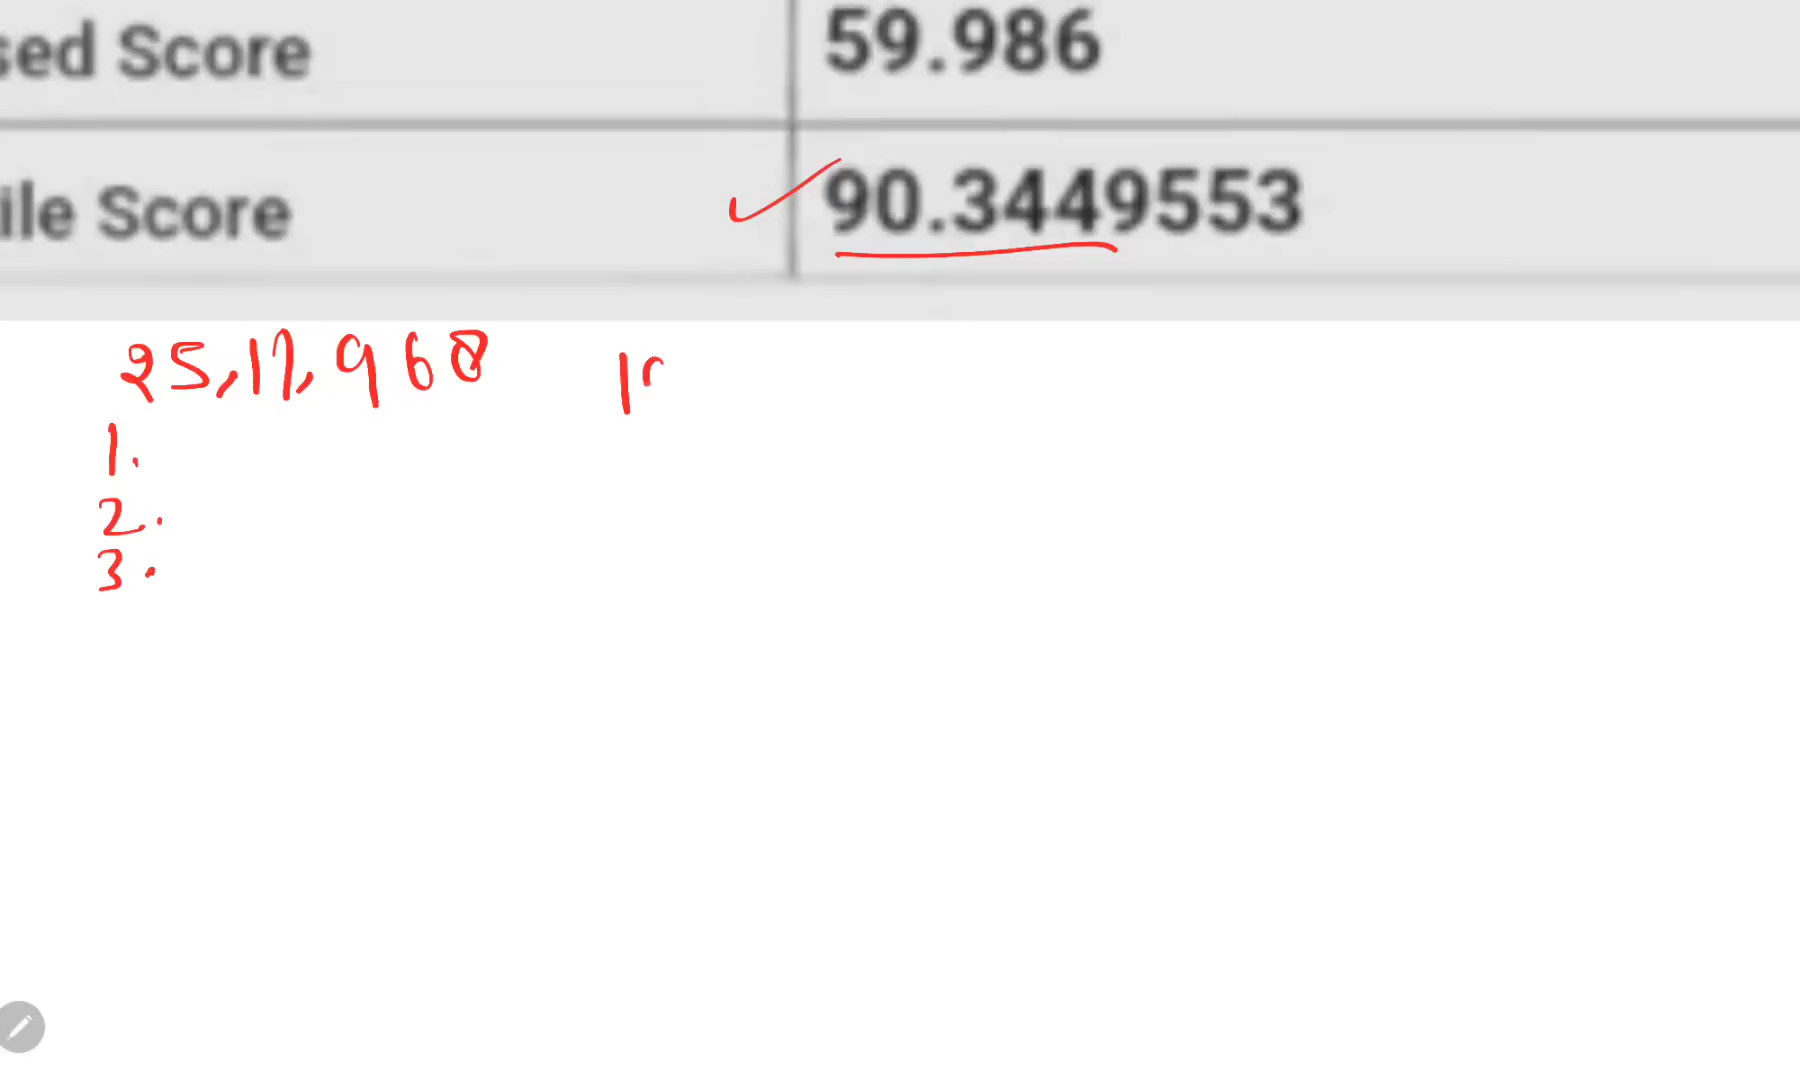 sed Score 59.986
ile Score 90.3449553
25,17,968
1.
2.
3.